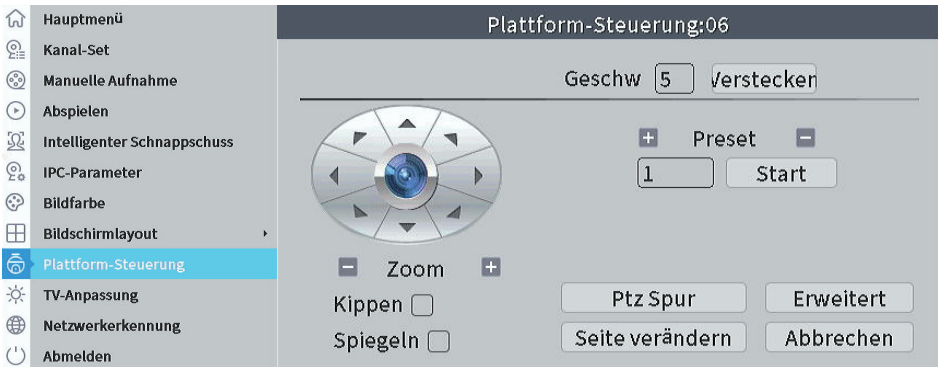 Hauptmenü
Kanal-Set
Manuelle Aufnahme
Abspielen
Intelligenter Schnappschuss
IPC-Parameter
Bildfarbe
Bildschirmlayout
Plattform-Steuerung
TV-Anpassung
Netzwerkerkennung
Abmelden
Plattform-Steuerung:06
Geschw 5 Verstecken
Preset
1 Start
Zoom
Kippen
Spiegeln
Ptz Spur Erweitert
Seite verändern Abbrechen